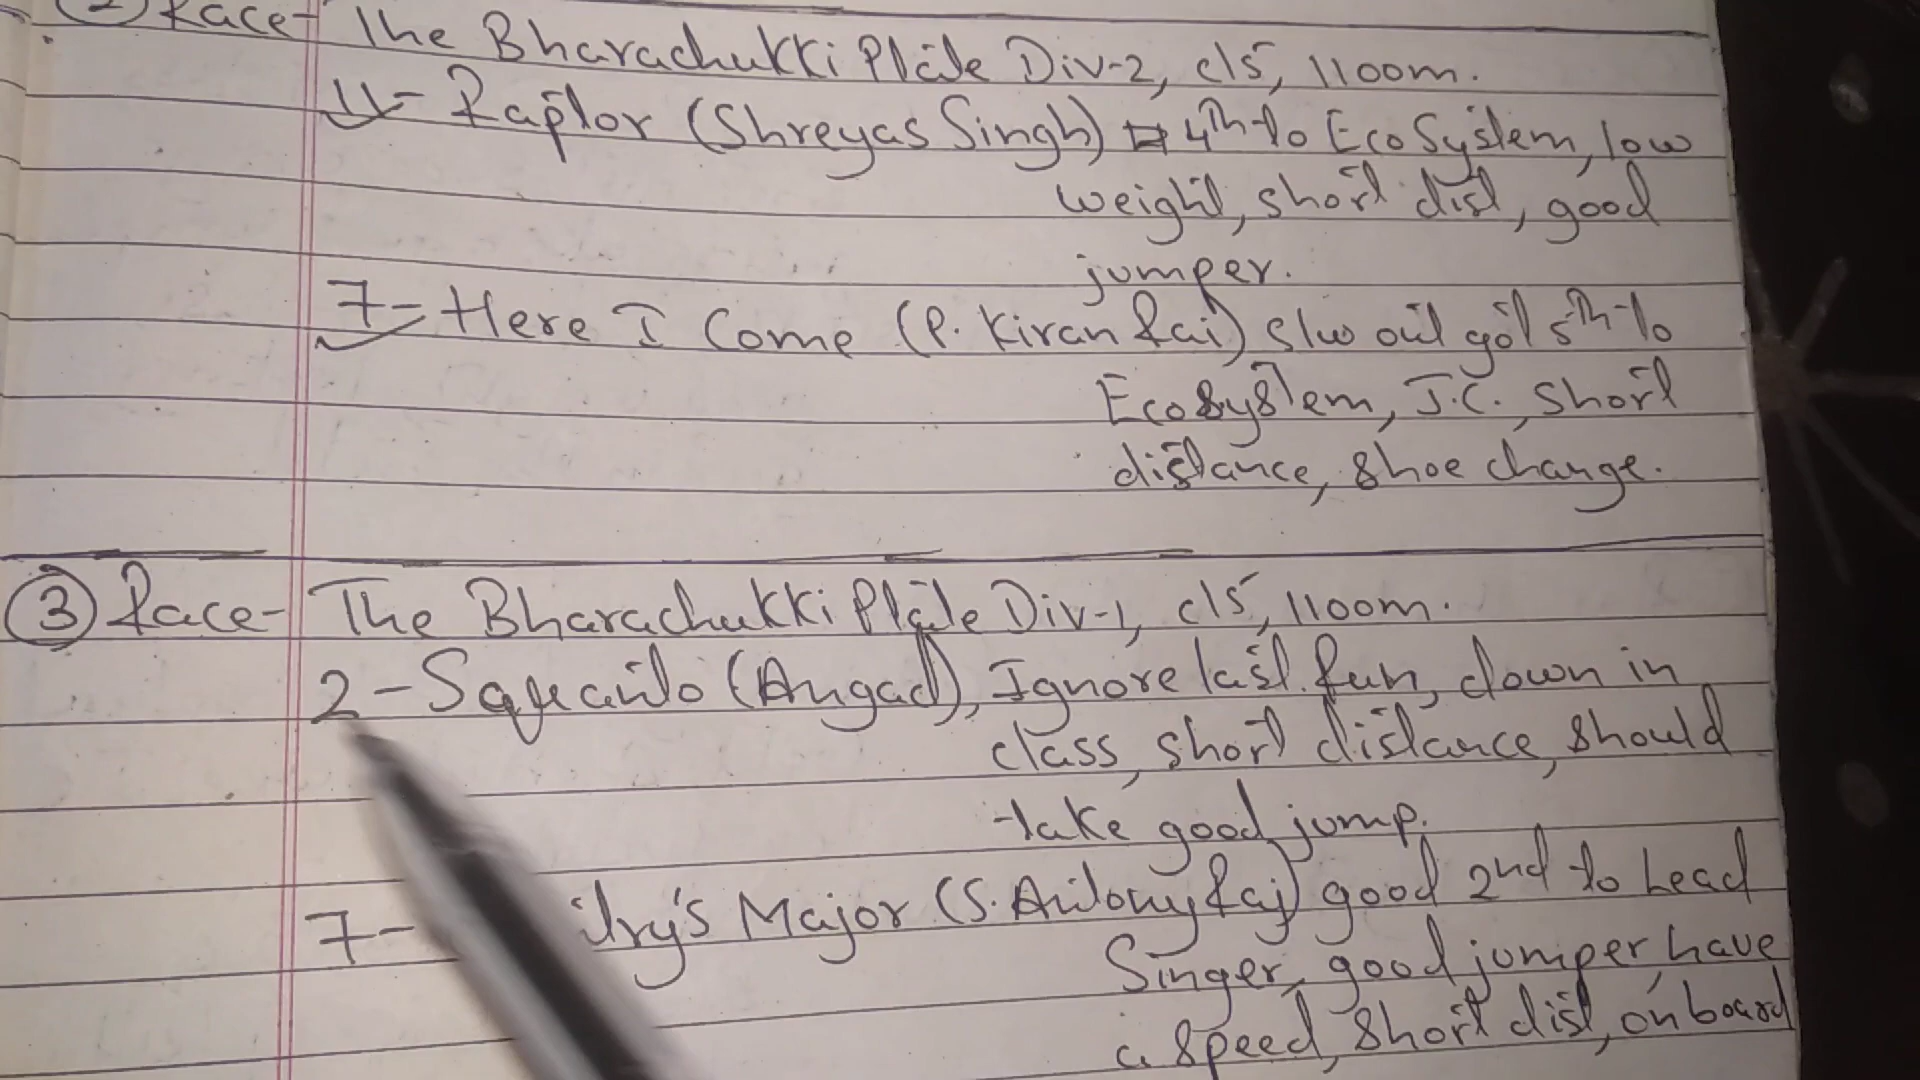 Race- The Bharachukki Plate Div-2, cl5, 1100m.
11- Raptor (Shreyas Singh) 4th to Eco System, low
weight, short dist, good
jumper.
7- Here I Come (P. Kiran Rai) slw out got 5th to
Ecosystem, J.C., short
distance, shoe change.
3 Race- The Bharachukki Plate Div-1, cl5, 1100m.
2- Squanto (Angad), Ignore last run, down in
class, short distance, should
take good jump.
7- Major (S. Antony Raj) good 2nd to Lead
Singer, good jumper, have
a speed, short dist, on board